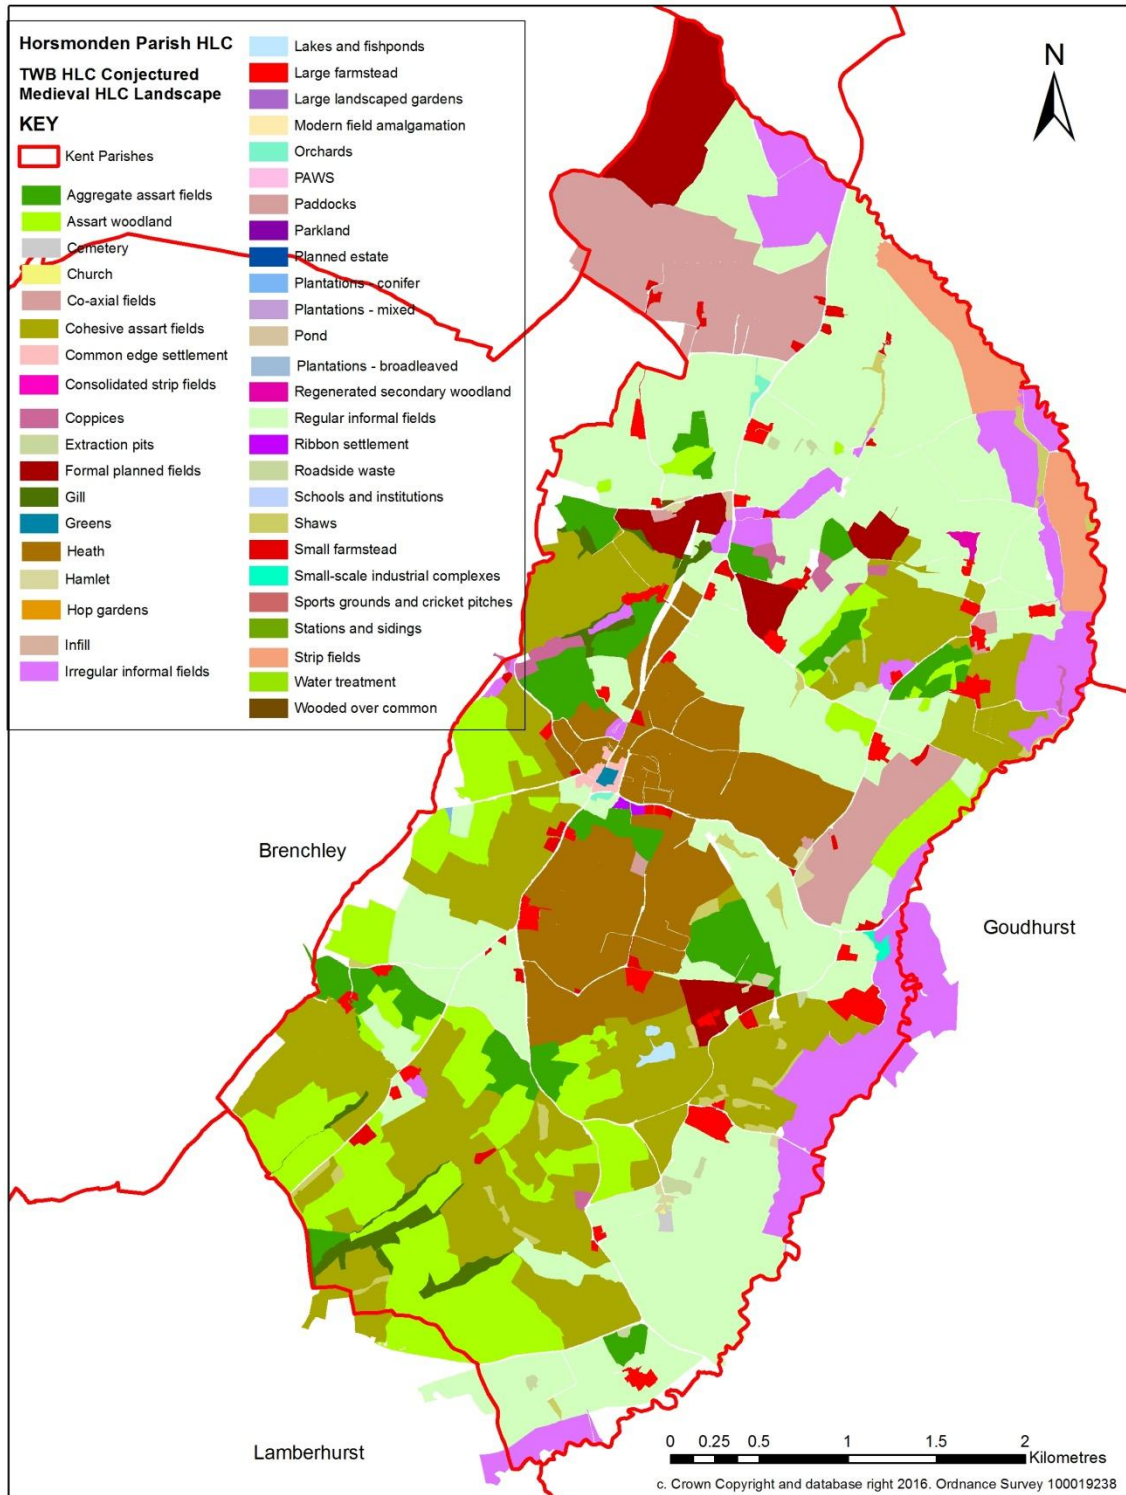 Horsmonden Parish HLC
TWB HLC Conjectured
Medieval HLC Landscape
KEY
Kent Parishes
Aggregate assart fields
Assart woodland
Cemetery
Church
Co-axial fields
Cohesive assart fields
Common edge settlement
Consolidated strip fields
Coppices
Extraction pits
Formal planned fields
Gill
Greens
Heath
Hamlet
Hop gardens
Infill
Irregular informal fields
Lakes and fishponds
Large farmstead
Large landscaped gardens
Modern field amalgamation
Orchards
PAWS
Paddocks
Parkland
Planned estate
Plantations - conifer
Plantations - mixed
Pond
Plantations - broadleaved
Regenerated secondary woodland
Regular informal fields
Ribbon settlement
Roadside waste
Schools and institutions
Shaws
Small farmstead
Small-scale industrial complexes
Sports grounds and cricket pitches
Stations and sidings
Strip fields
Water treatment
Wooded over common
N
Brenchley
Goudhurst
Lamberhurst
0 0.25 0.5 1 1.5 2
Kilometres
c. Crown Copyright and database right 2016. Ordnance Survey 100019238